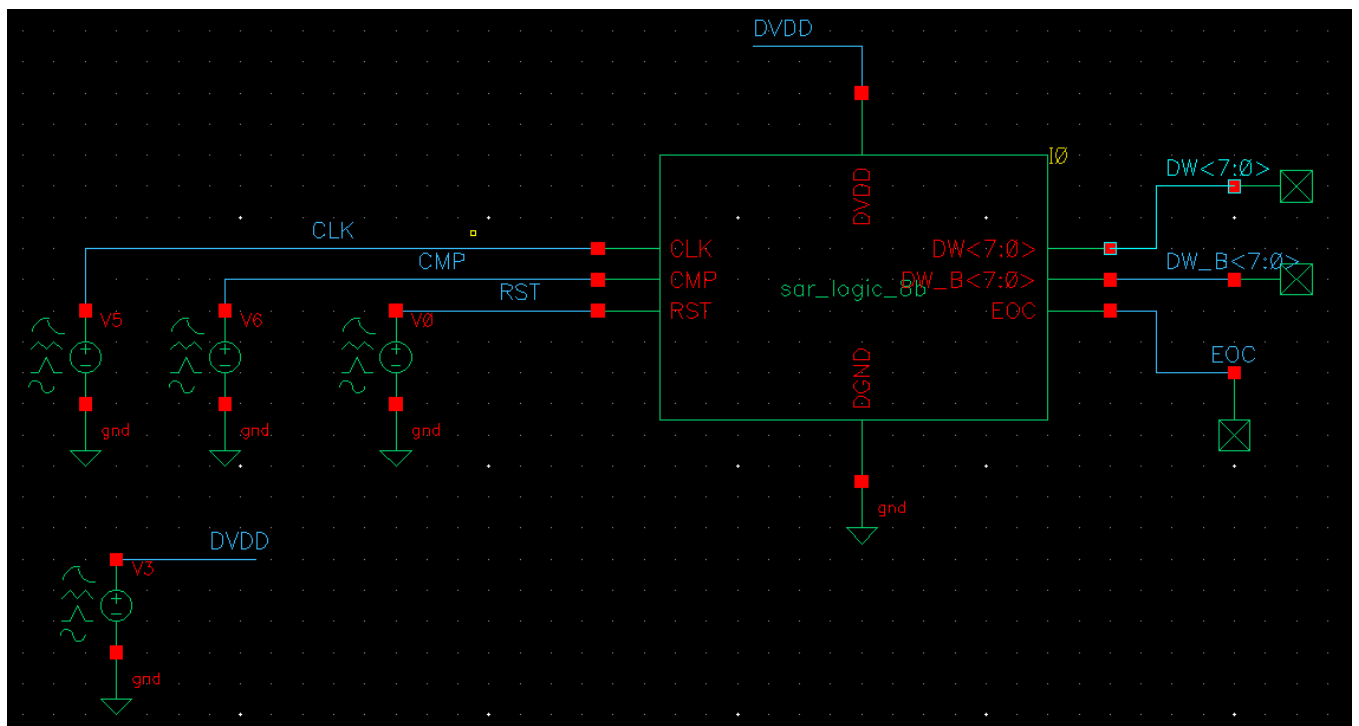 DVDD
I0
DW<7:0>
CLK
CMP
RST
DVDD
CLK
CMP
RST
DW<7:0>
DW_B<7:0>
EOC
DW_B<7:0>
sar_logic_8b
V5
V6
V0
DGND
EOC
gnd
gnd
gnd
gnd
DVDD
V3
gnd